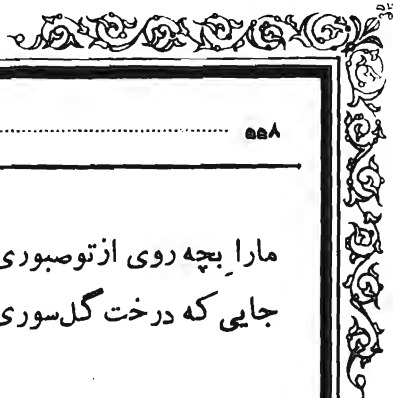 ۵۵۸
مارا بچه روی ازتوصبوری
جایی که درخت گل‌سوری